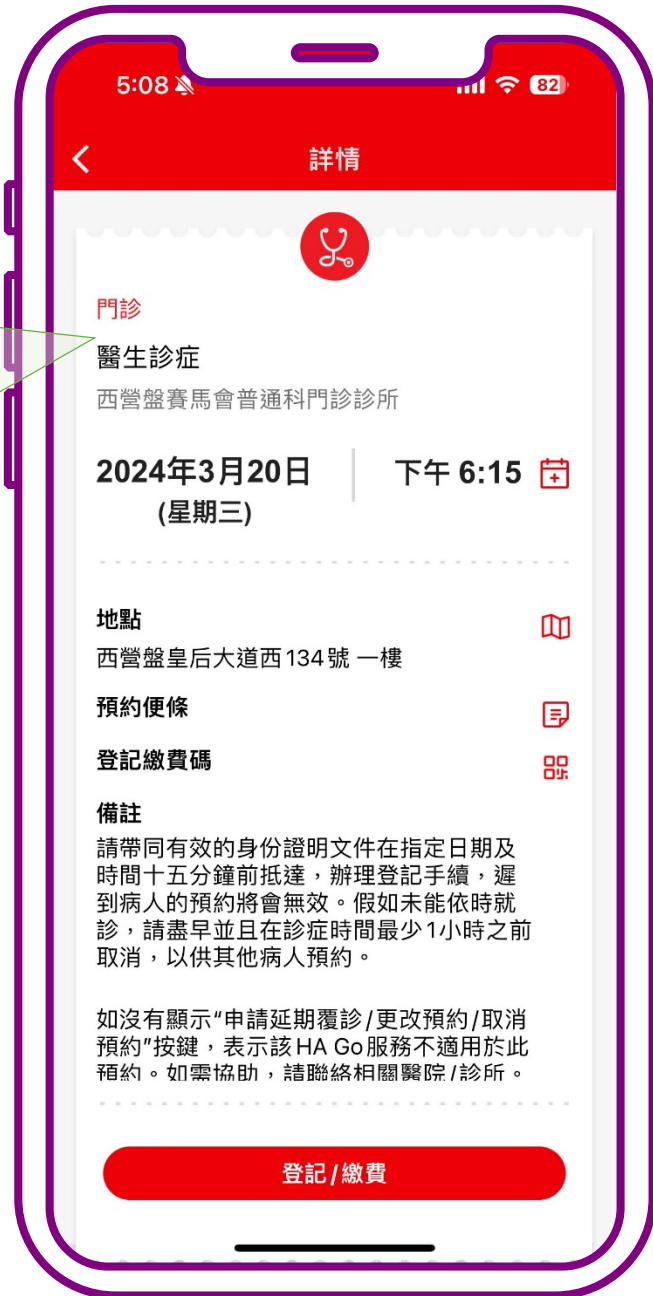 5:08
82
詳情
門診
醫生診症
西營盤賽馬會普通科門診診所
2024年3月20日 下午 6:15
(星期三)
地點
西營盤皇后大道西134號 一樓
預約便條
登記繳費碼
備註
請帶同有效的身份證明文件在指定日期及
時間十五分鐘前抵達，辦理登記手續，遲
到病人的預約將會無效。假如未能依時就
診，請盡早並且在診症時間最少1小時之前
取消，以供其他病人預約。
如沒有顯示“申請延期覆診/更改預約/取消
預約”按鍵，表示該HA Go服務不適用於此
預約。如需協助，請聯絡相關醫院/診所。
登記/繳費